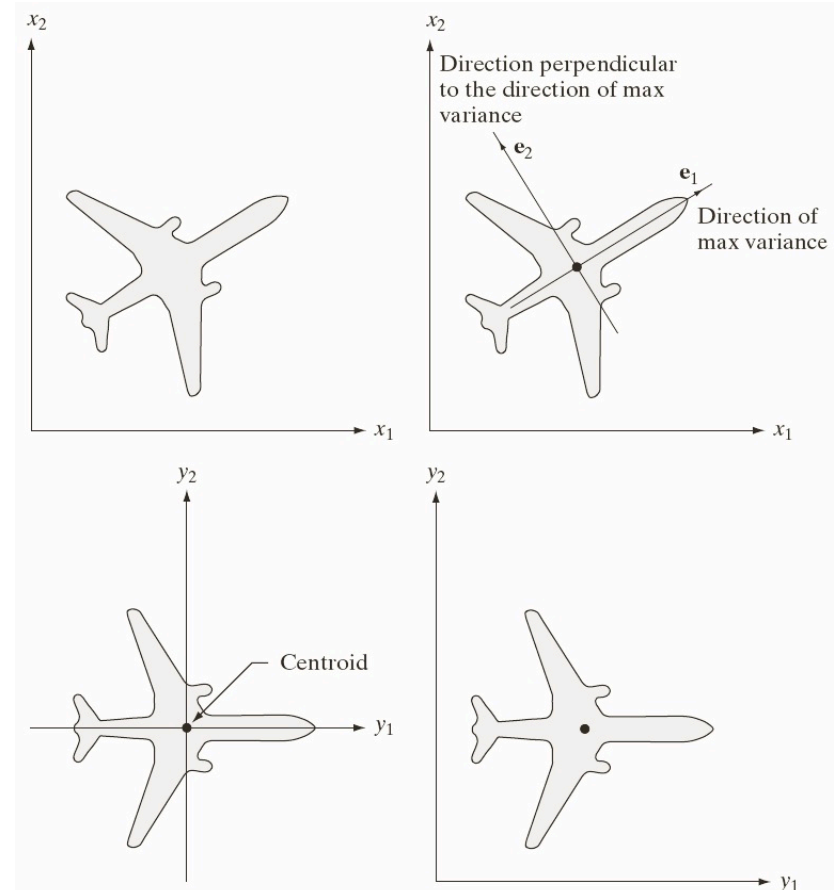 x2
x1
x2
Direction perpendicular
to the direction of max
variance
e2
e1
Direction of
max variance
x1
y2
Centroid
y1
y2
y1